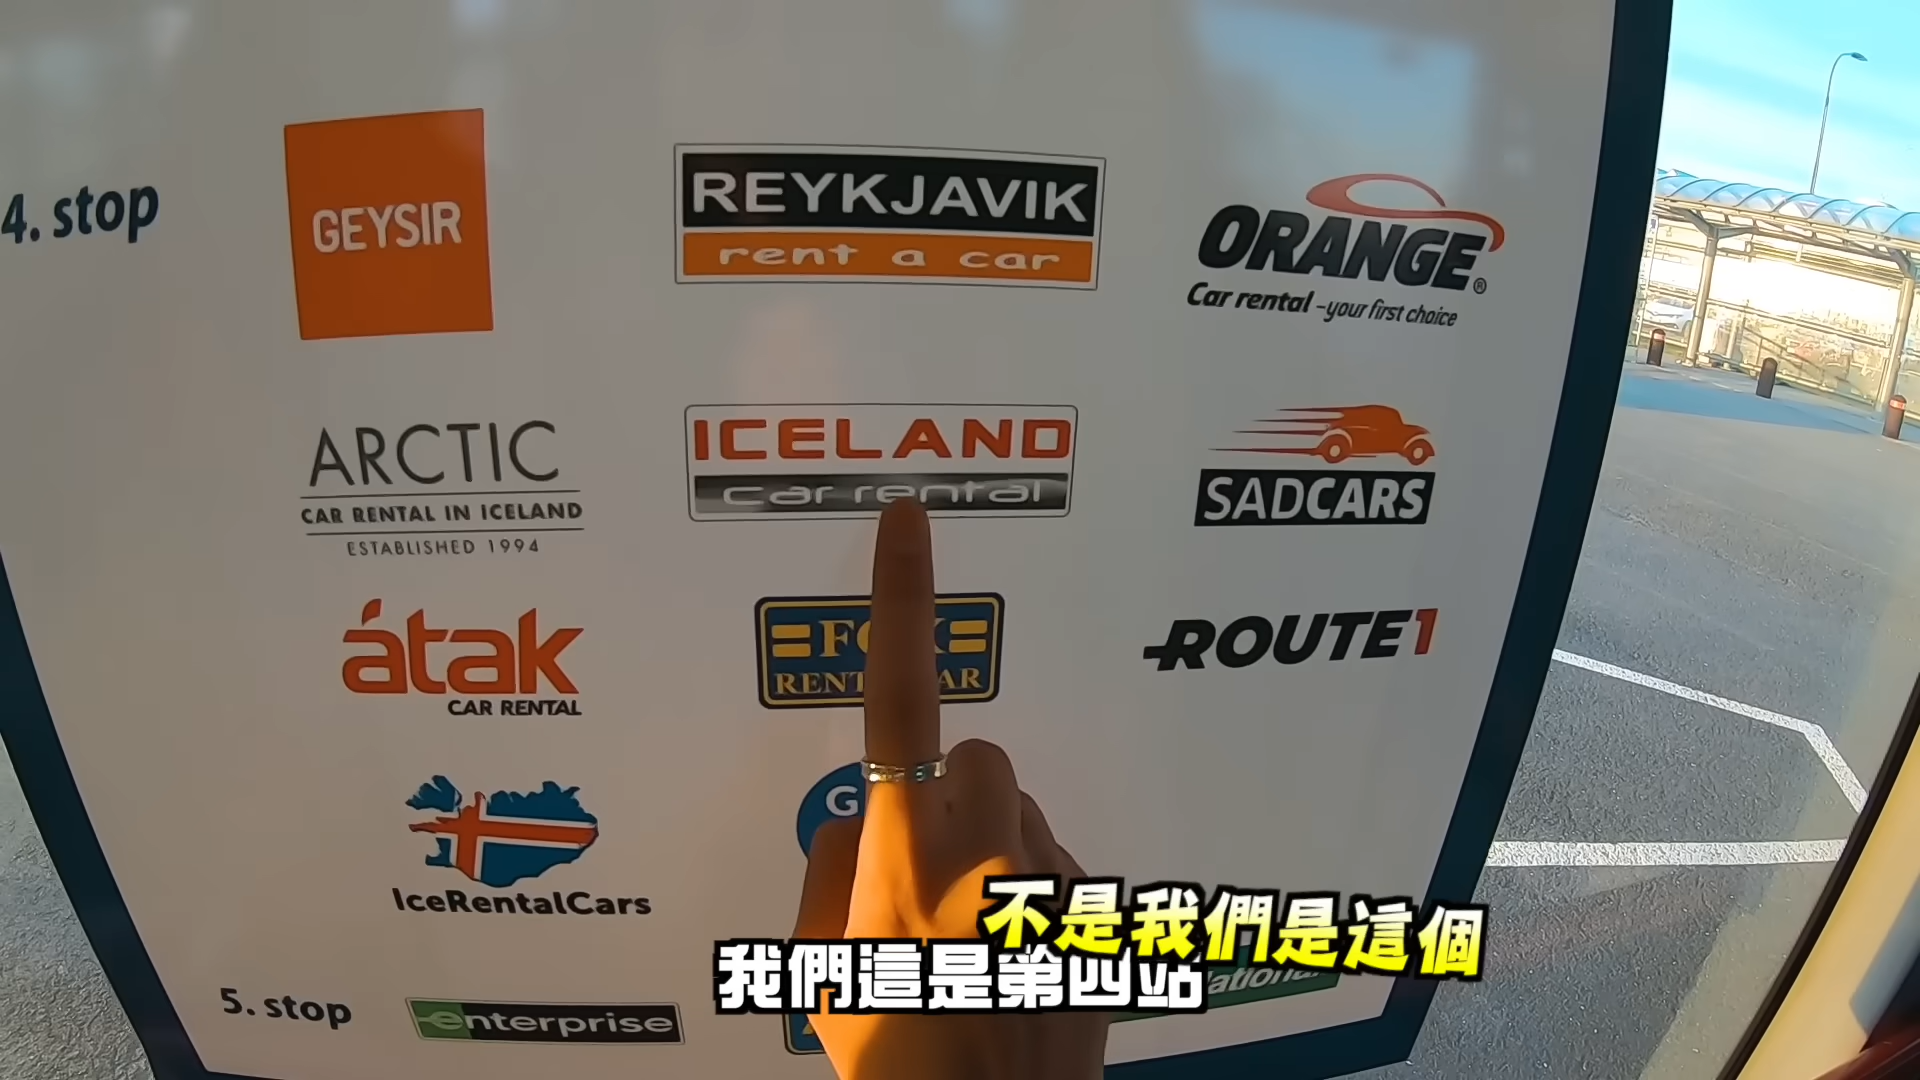 4. stop
GEYSIR
REYKJAVIK
rent a car
ORANGE®
Car rental - your first choice
ARCTIC
CAR RENTAL IN ICELAND
ESTABLISHED 1994
ICELAND
car rental
SADCARS
átak
CAR RENTAL
ROUTE1
IceRentalCars
不是我們是這個
我們這是第四站
5. stop
enterprise